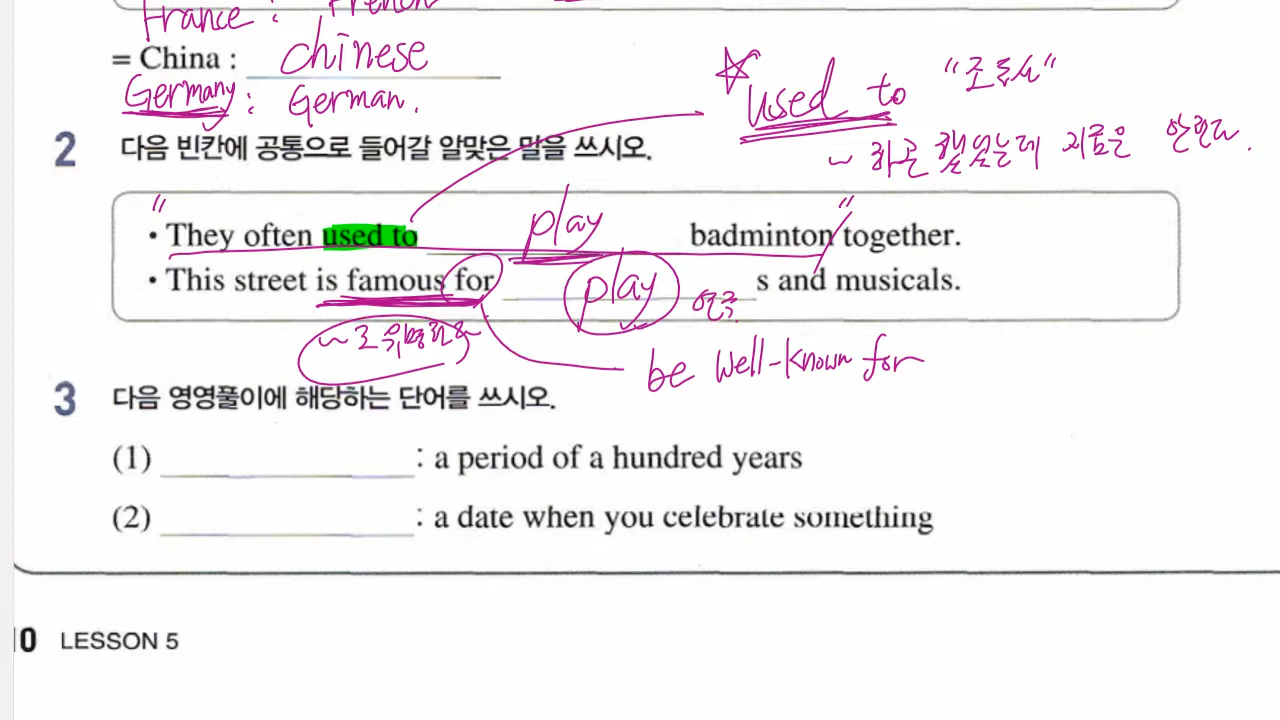 France : French
= China : chinese
Germany : German.
☆ used to "조동사"
~ 하곤 했었는데 지금은 안한다.
2 다음 빈칸에 공통으로 들어갈 알맞은 말을 쓰시오.
" • They often used to play badminton " together.
• This street is famous for play s and musicals.
연극
~로 유명한
be well-known for
3 다음 영영풀이에 해당하는 단어를 쓰시오.
(1) : a period of a hundred years
(2) : a date when you celebrate something
10 LESSON 5